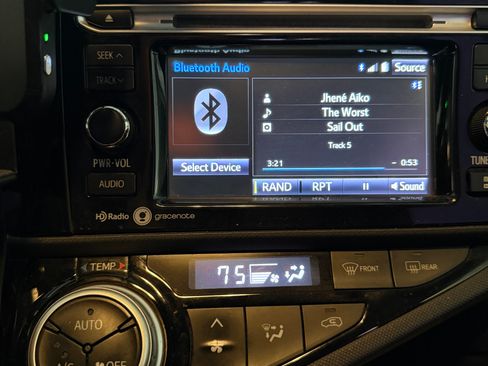 SEEK
TRACK
PWR•VOL
AUDIO
HD Radio gracenote
Bluetooth Audio
Source
Jhené Aiko
The Worst
Sail Out
Track 5
3:21 - 0:53
Select Device
RAND RPT Sound
TUNE
TEMP
75
FRONT
REAR
AUTO
A/C OFF